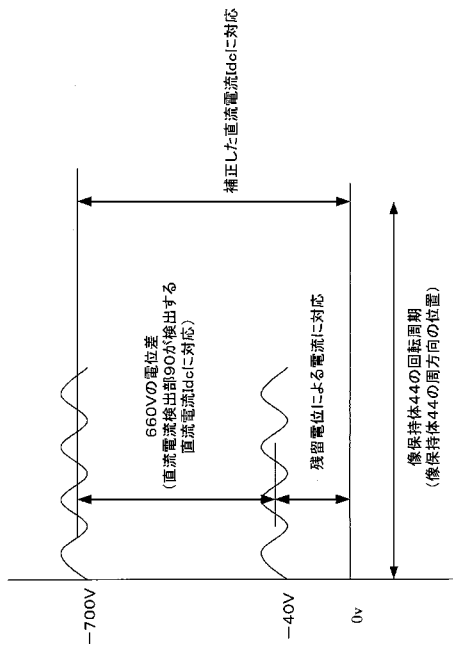 −700V
−40V
0v
660Vの電位差
(直流電流検出部90が検出する
直流電流Idcに対応)
残留電位による電流に対応
補正した直流電流Idcに対応
像保持体44の回転周期
(像保持体44の周方向の位置)